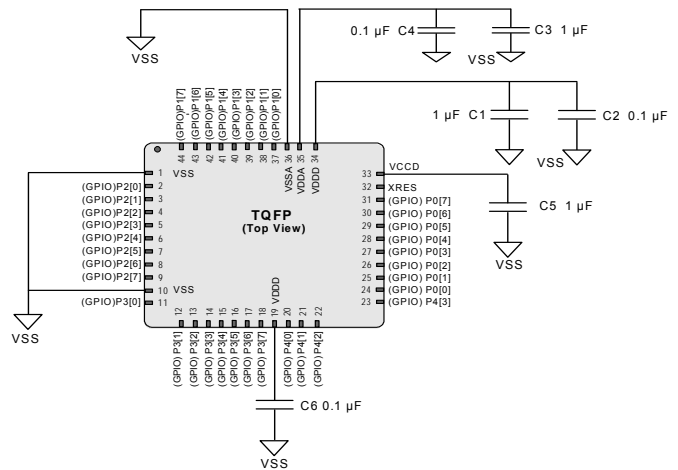 0.1 µF C4
C3 1 µF
VSS
VSS
1 µF C1
C2 0.1 µF
VSS
(GPIO)P1[7]
(GPIO)P1[6]
(GPIO)P1[5]
(GPIO)P1[4]
(GPIO)P1[3]
(GPIO)P1[2]
(GPIO)P1[1]
(GPIO)P1[0]
44
43
42
41
40
39
38
37
36
35
34
VSSA
VDDA
VDDD
1 VSS
(GPIO)P2[0] 2
(GPIO)P2[1] 3
(GPIO)P2[2] 4
(GPIO)P2[3] 5
(GPIO)P2[4] 6
(GPIO)P2[5] 7
(GPIO)P2[6] 8
(GPIO)P2[7] 9
10 VSS
(GPIO)P3[0] 11
VSS
TQFP
(Top View)
33 VCCD
32 XRES
31 (GPIO) P0[7]
30 (GPIO) P0[6]
29 (GPIO) P0[5]
28 (GPIO) P0[4]
27 (GPIO) P0[3]
26 (GPIO) P0[2]
25 (GPIO) P0[1]
24 (GPIO) P0[0]
23 (GPIO) P4[3]
C5 1 µF
VSS
VDDD
12
13
14
15
16
17
18
19
20
21
22
(GPIO) P3[1]
(GPIO) P3[2]
(GPIO) P3[3]
(GPIO) P3[4]
(GPIO) P3[5]
(GPIO) P3[6]
(GPIO) P3[7]
(GPIO) P4[0]
(GPIO) P4[1]
(GPIO) P4[2]
C6 0.1 µF
VSS